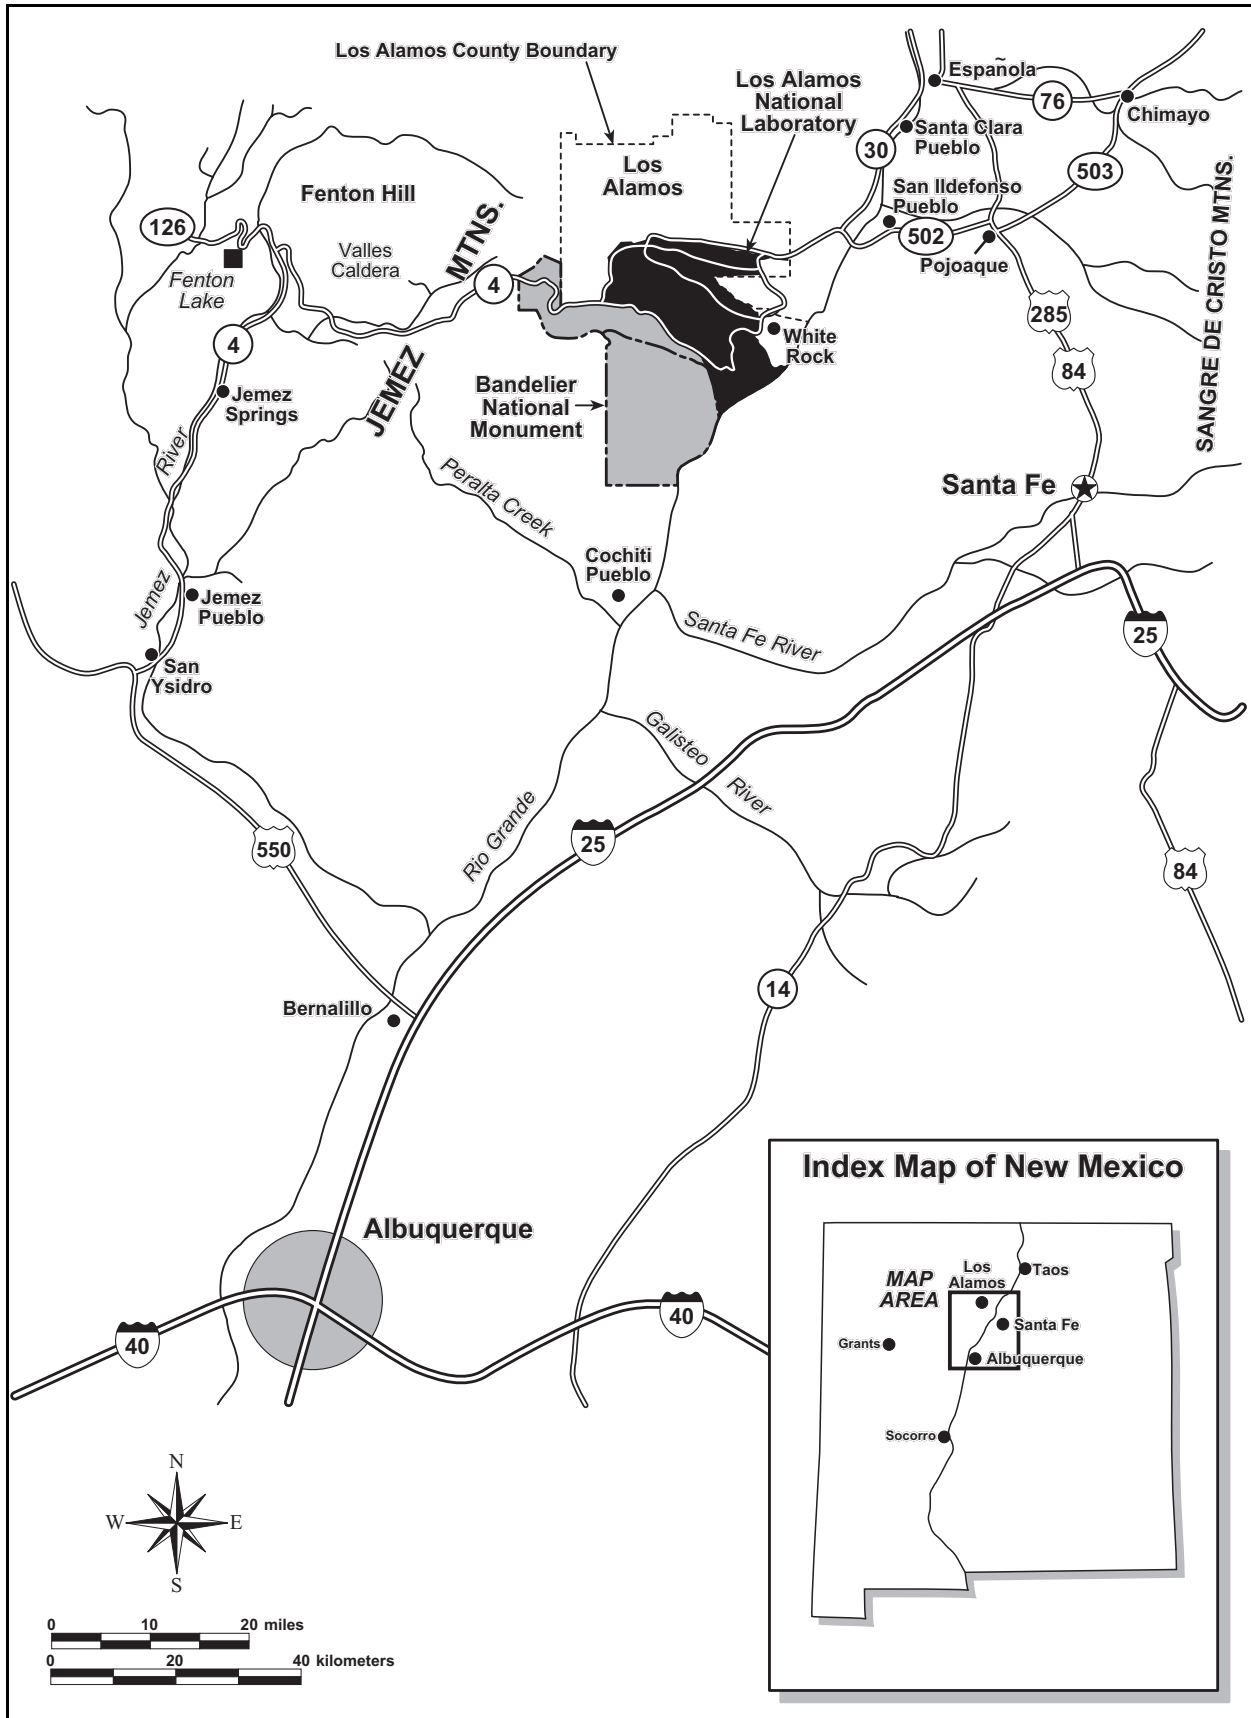 Los Alamos County Boundary
Los Alamos
National
Laboratory
Española
76
Chimayo
Santa Clara
Pueblo
30
503
Los
Alamos
San Ildefonso
Pueblo
502
Pojoaque
Fenton Hill
126
Valles
Caldera
MTNS.
Fenton
Lake
4
285
SANGRE DE CRISTO MTNS.
White
Rock
4
84
JEMEZ
Jemez
Springs
Bandelier
National
Monument
River
Peralta Creek
Santa Fe
Cochiti
Pueblo
Jemez
Jemez
Pueblo
Santa Fe River
25
San
Ysidro
Galisteo
River
Rio Grande
25
550
84
14
Bernalillo
Albuquerque
40
40
Index Map of New Mexico
Los
Alamos
Taos
MAP
AREA
Santa Fe
Grants
Albuquerque
Socorro
N
W
E
S
0 10 20 miles
0 20 40 kilometers